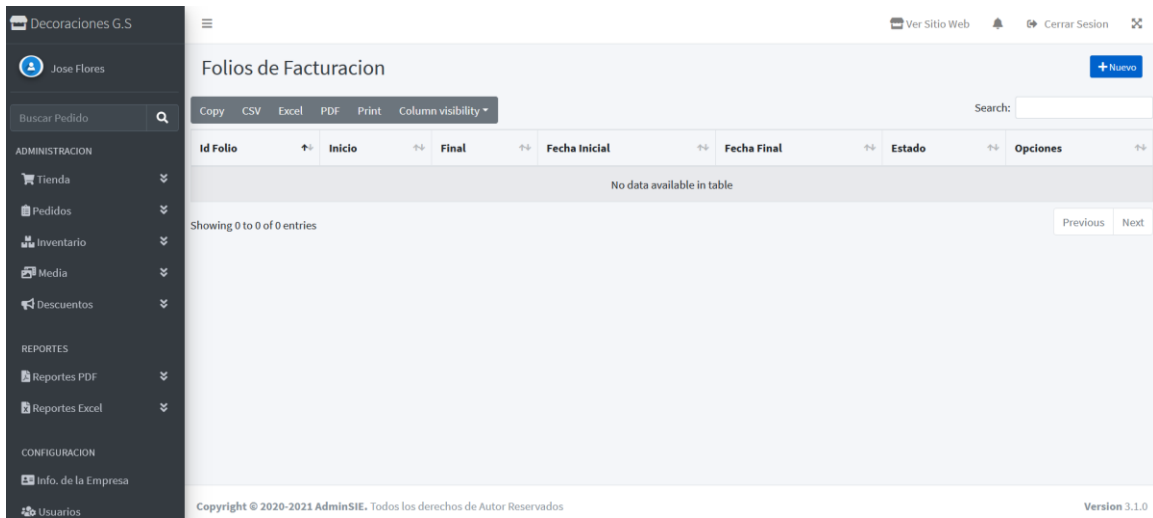 Decoraciones G.S
Ver Sitio Web
Cerrar Sesion
Jose Flores
Folios de Facturacion
Nuevo
Buscar Pedido
Copy CSV Excel PDF Print Column visibility
Search:
ADMINISTRACION
Id Folio Inicio Final Fecha Inicial Fecha Final Estado Opciones
Tienda
No data available in table
Pedidos
Showing 0 to 0 of 0 entries
Previous Next
Inventario
Media
Descuentos
REPORTES
Reportes PDF
Reportes Excel
CONFIGURACION
Info. de la Empresa
Usuarios
Copyright © 2020-2021 AdminSIE. Todos los derechos de Autor Reservados
Version 3.1.0